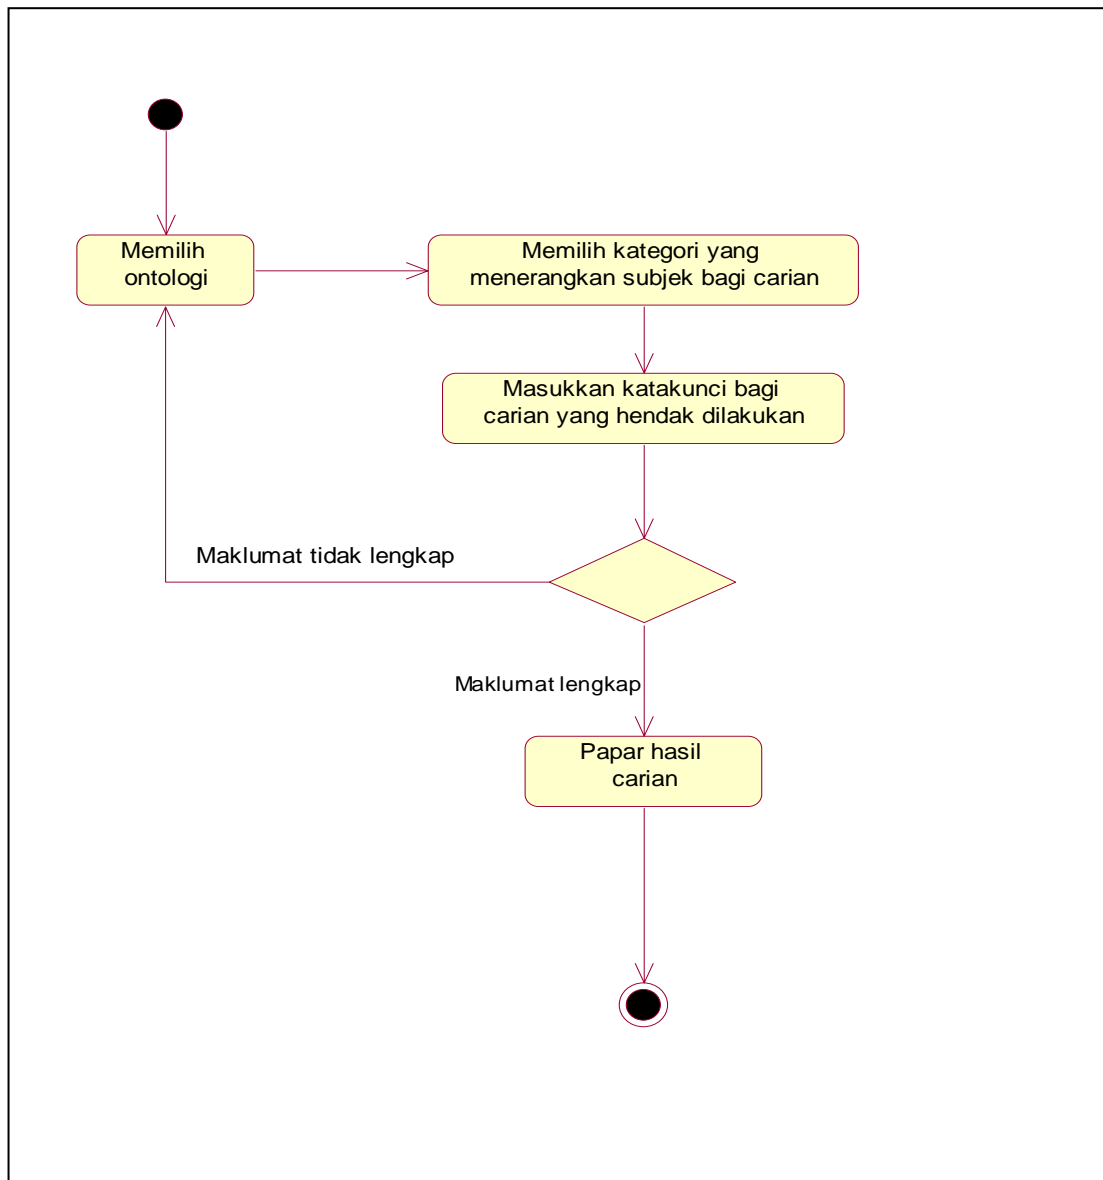 Memilih
ontologi
Memilih kategori yang
menerangkan subjek bagi carian
Masukkan katakunci bagi
carian yang hendak dilakukan
Maklumat tidak lengkap
Maklumat lengkap
Papar hasil
carian